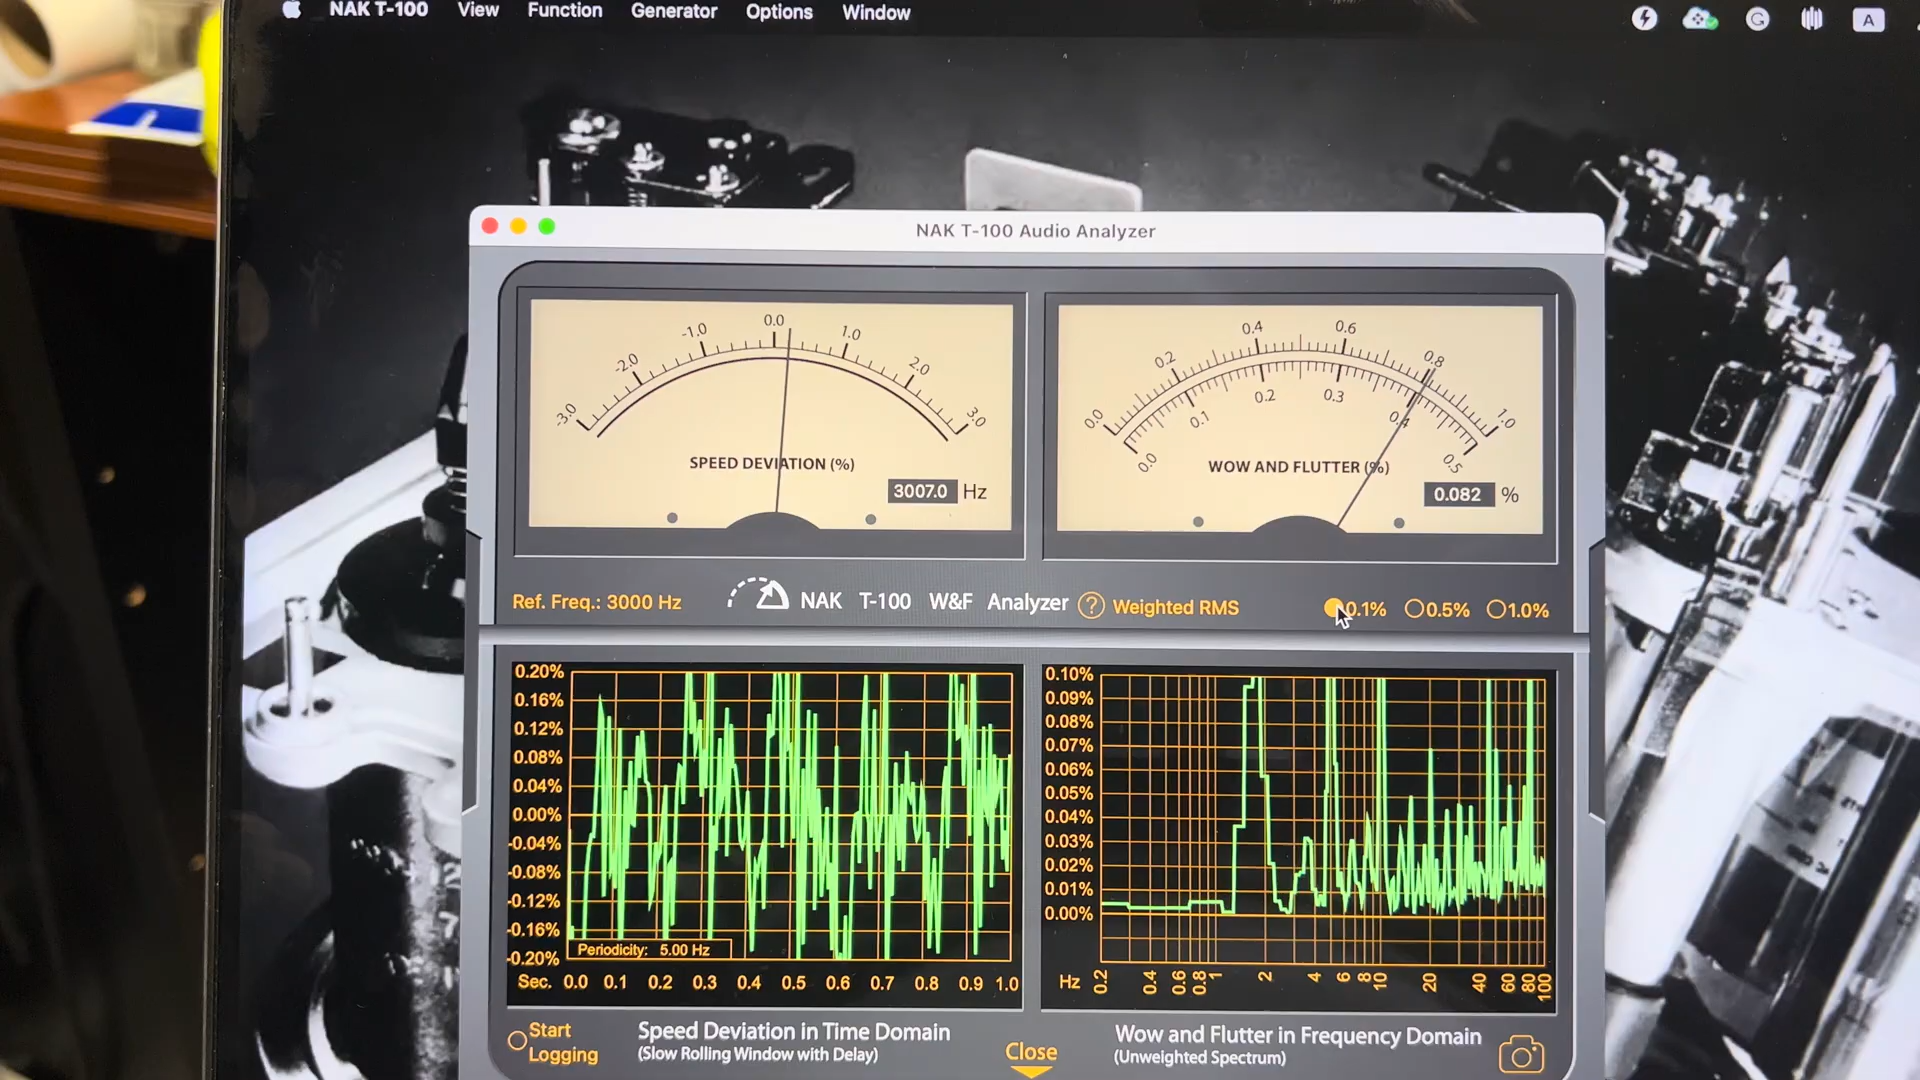 NAK T-100 View Function Generator Options Window
A
NAK T-100 Audio Analyzer
-3.0 -2.0 -1.0 0.0 1.0 2.0 3.0
SPEED DEVIATION (%)
3007.0 Hz
0.0 0.2 0.4 0.6 0.8 1.0
0.0 0.1 0.2 0.3 0.4 0.5
WOW AND FLUTTER (%)
0.082 %
Ref. Freq.: 3000 Hz
NAK T-100 W&F Analyzer
? Weighted RMS
0.1% 0.5% 1.0%
0.20%
0.16%
0.12%
0.08%
0.04%
0.00%
-0.04%
-0.08%
-0.12%
-0.16%
-0.20%
Periodicity: 5.00 Hz
Sec. 0.0 0.1 0.2 0.3 0.4 0.5 0.6 0.7 0.8 0.9 1.0
0.10%
0.09%
0.08%
0.07%
0.06%
0.05%
0.04%
0.03%
0.02%
0.01%
0.00%
Hz 0.2 0.4 0.6 0.8 1 2 4 6 8 10 20 40 60 80 100
Start
Logging
Speed Deviation in Time Domain
(Slow Rolling Window with Delay)
Close
Wow and Flutter in Frequency Domain
(Unweighted Spectrum)